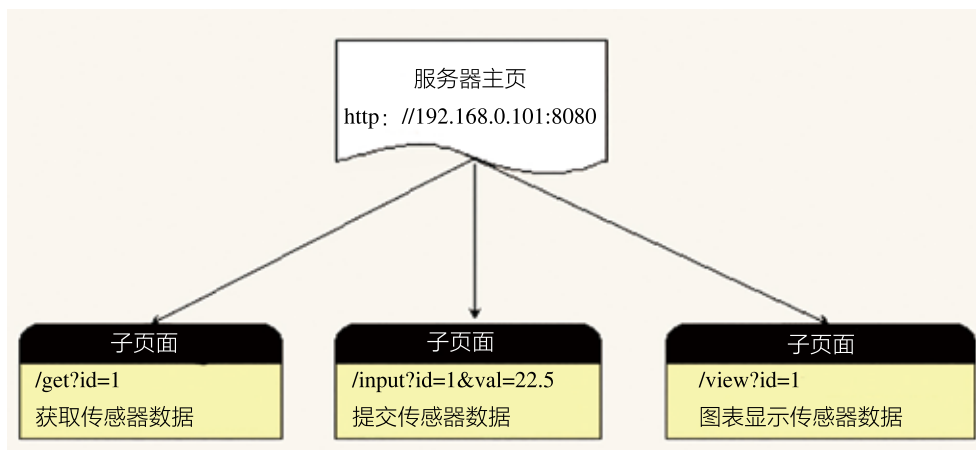 服务器主页
http：//192.168.0.101:8080
子页面
/get?id=1
获取传感器数据
子页面
/input?id=1&val=22.5
提交传感器数据
子页面
/view?id=1
图表显示传感器数据